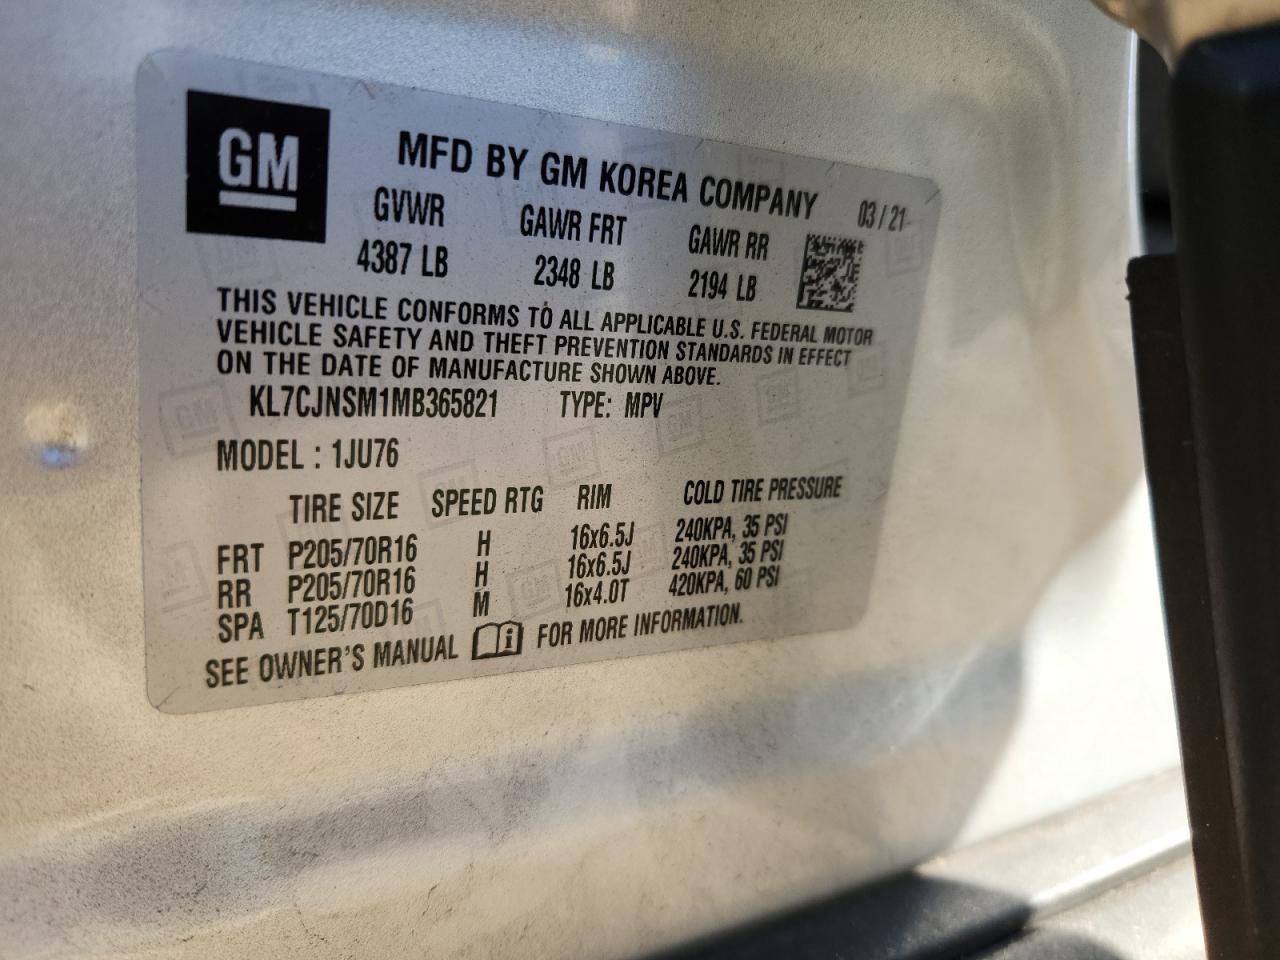 GM
MFD BY GM KOREA COMPANY 03/21
GVWR GAWR FRT GAWR RR
4387 LB 2348 LB 2194 LB
THIS VEHICLE CONFORMS TO ALL APPLICABLE U.S. FEDERAL MOTOR
VEHICLE SAFETY AND THEFT PREVENTION STANDARDS IN EFFECT
ON THE DATE OF MANUFACTURE SHOWN ABOVE.
KL7CJNSM1MB365821 TYPE: MPV
MODEL : 1JU76
TIRE SIZE SPEED RTG RIM COLD TIRE PRESSURE
FRT P205/70R16 H 16x6.5J 240KPA, 35 PSI
RR P205/70R16 H 16x6.5J 240KPA, 35 PSI
SPA T125/70D16 M 16x4.0T 420KPA, 60 PSI
SEE OWNER'S MANUAL FOR MORE INFORMATION.